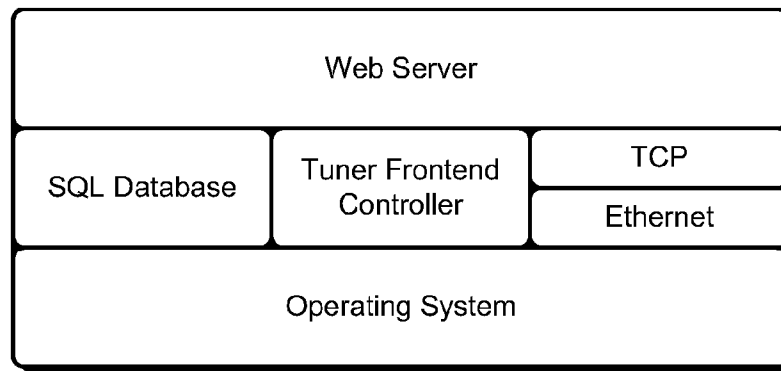 Web Server
SQL Database
Tuner Frontend
Controller
TCP
Ethernet
Operating System